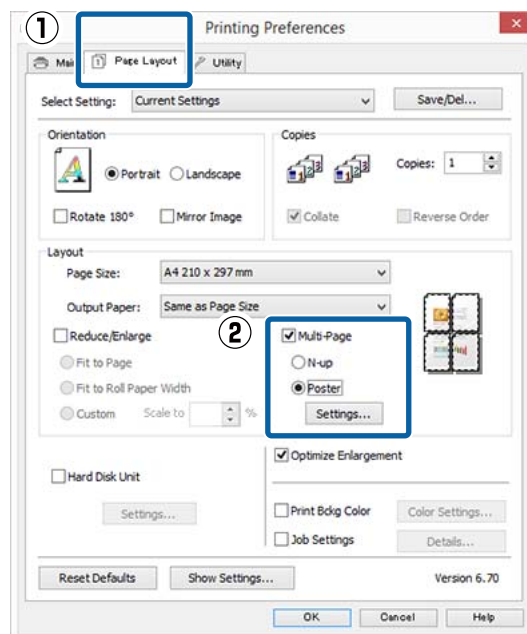 ①
Printing Preferences
Main Page Layout Utility
Select Setting: Current Settings Save/Del...
Orientation
Portrait Landscape
Rotate 180° Mirror Image
Copies
Copies: 1
Collate Reverse Order
Layout
Page Size: A4 210 x 297 mm
Output Paper: Same as Page Size
②
Reduce/Enlarge
Fit to Page
Fit to Roll Paper Width
Custom Scale to %
Multi-Page
N-up
Poster
Settings...
Optimize Enlargement
Hard Disk Unit
Settings...
Print Bckg Color Color Settings...
Job Settings Details...
Reset Defaults Show Settings... Version 6.70
OK Cancel Help